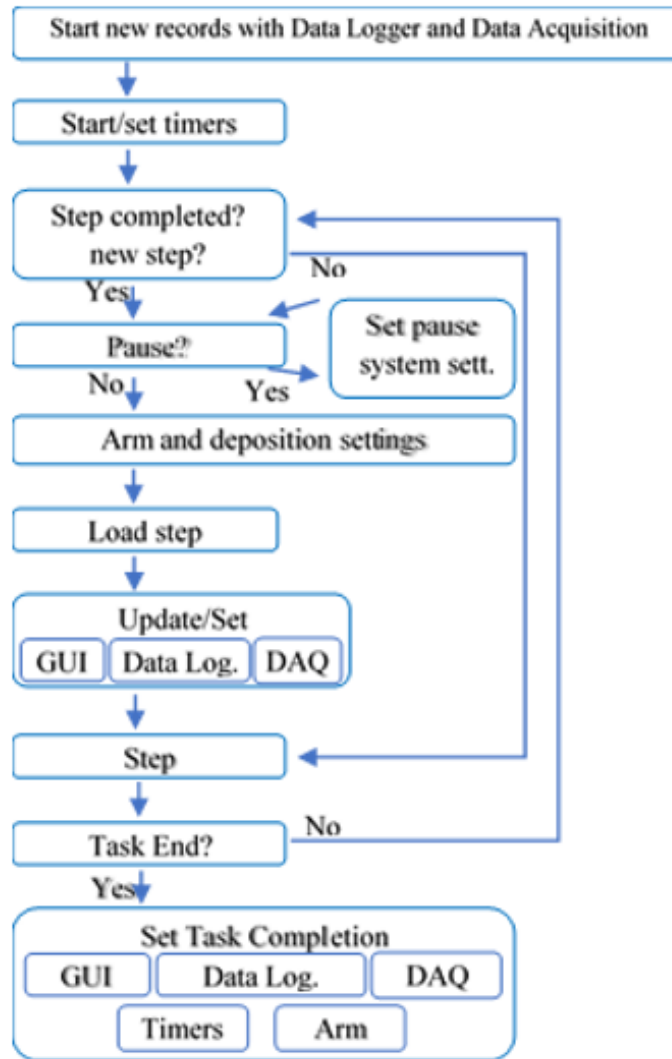 Start new records with Data Logger and Data Acquisition
Start/set timers
Step completed?
new step?
No
Yes
Set pause
system sett.
Pause?
No
Yes
Arm and deposition settings
Load step
Update/Set
GUI Data Log. DAQ
Step
No
Task End?
Yes
Set Task Completion
GUI Data Log. DAQ
Timers Arm